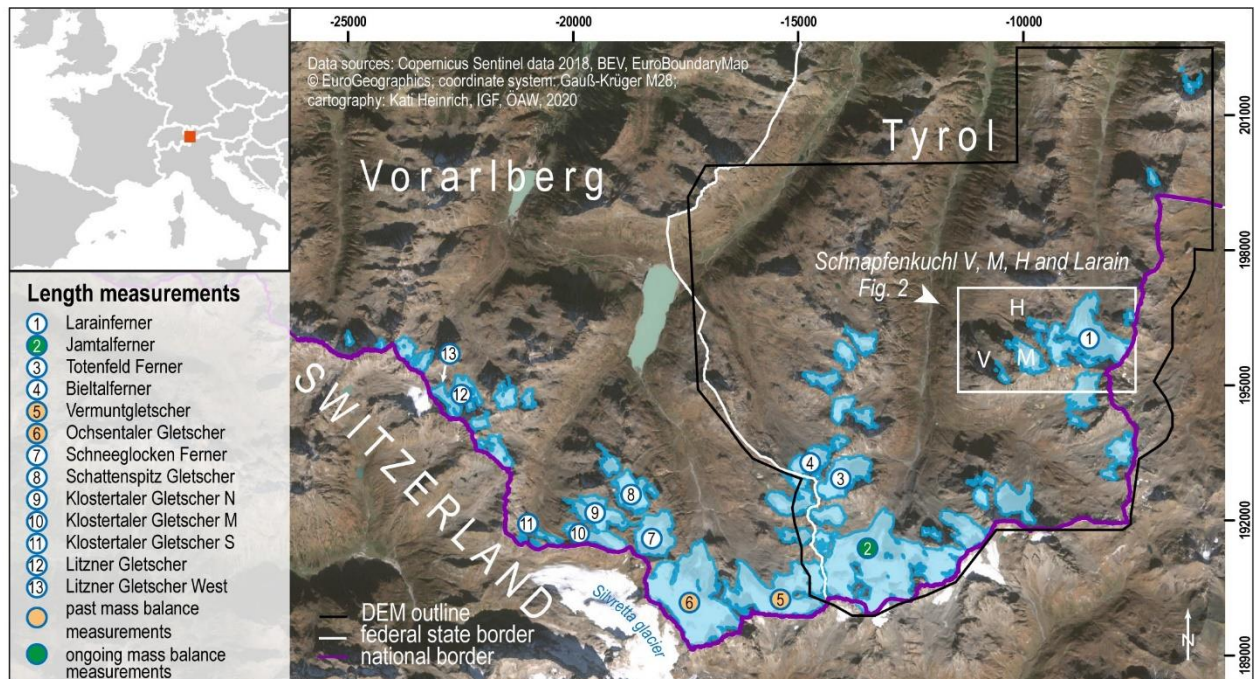 -25000
-20000
-15000
-10000
Data sources: Copernicus Sentinel data 2018, BEV, EuroBoundaryMap
© EuroGeographics; coordinate system: Gauß-Krüger M28;
cartography: Kati Heinrich, IGF, ÖAW, 2020
201000
198000
195000
192000
189000
Vorarlberg
Tyrol
Schnapfenkuchl V, M, H and Larain
Fig. 2
H
V
M
1
13
12
4
3
8
9
11
10
7
2
6
5
SWITZERLAND
Silvretta glacier
Length measurements
1 Larainferner
2 Jamtalferner
3 Totenfeld Ferner
4 Bieltalferner
5 Vermuntgletscher
6 Ochsentaler Gletscher
7 Schneeglocken Ferner
8 Schattenspitz Gletscher
9 Klostertaler Gletscher N
10 Klostertaler Gletscher M
11 Klostertaler Gletscher S
12 Litzner Gletscher
13 Litzner Gletscher West
past mass balance
measurements
ongoing mass balance
measurements
DEM outline
federal state border
national border
N